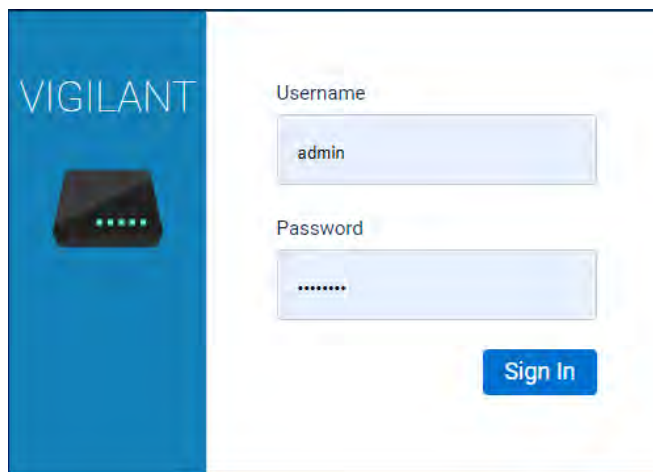 VIGILANT
Username
admin
Password
••••••••
Sign In